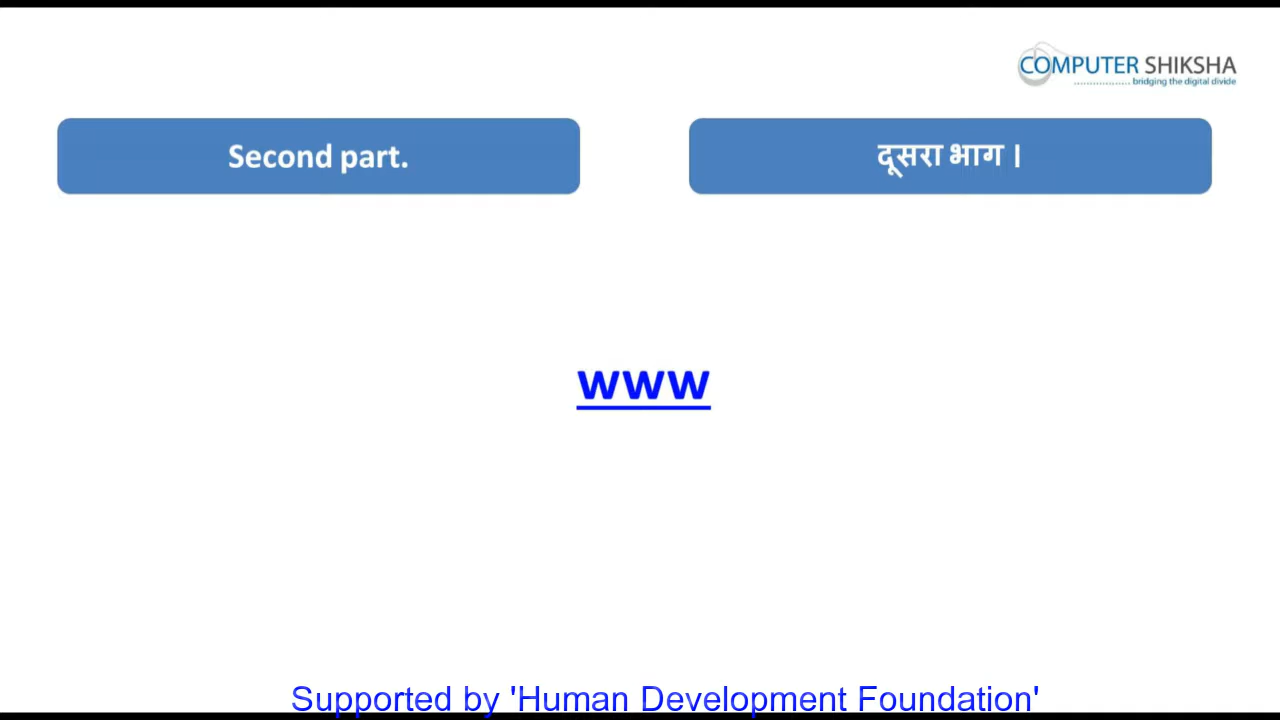 COMPUTER SHIKSHA
bridging the digital divide
Second part.
दूसरा भाग ।
www
Supported by 'Human Development Foundation'